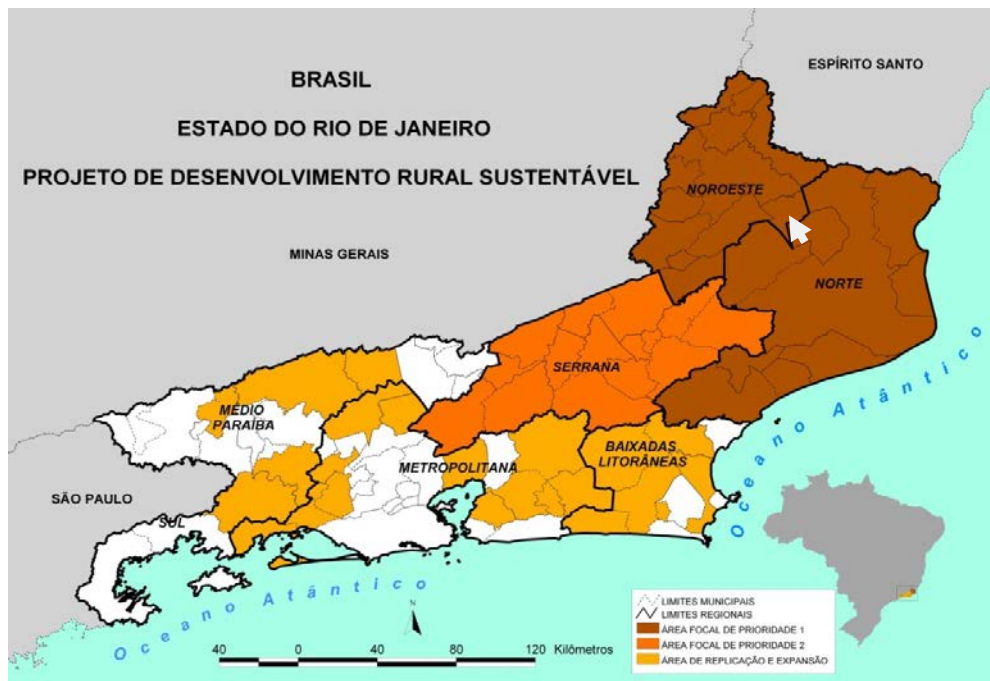 BRASIL
ESTADO DO RIO DE JANEIRO
PROJETO DE DESENVOLVIMENTO RURAL SUSTENTÁVEL
ESPÍRITO SANTO
MINAS GERAIS
NOROESTE
NORTE
SERRANA
MÉDIO
PARAÍBA
METROPOLITANA
BAIXADAS
LITORÂNEAS
SÃO PAULO
SUL
Oceano Atlântico
Oceano Atlântico
N
LIMITES MUNICIPAIS
LIMITES REGIONAIS
ÁREA FOCAL DE PRIORIDADE 1
ÁREA FOCAL DE PRIORIDADE 2
ÁREA DE REPLICAÇÃO E EXPANSÃO
40 0 40 80 120 Quilômetros